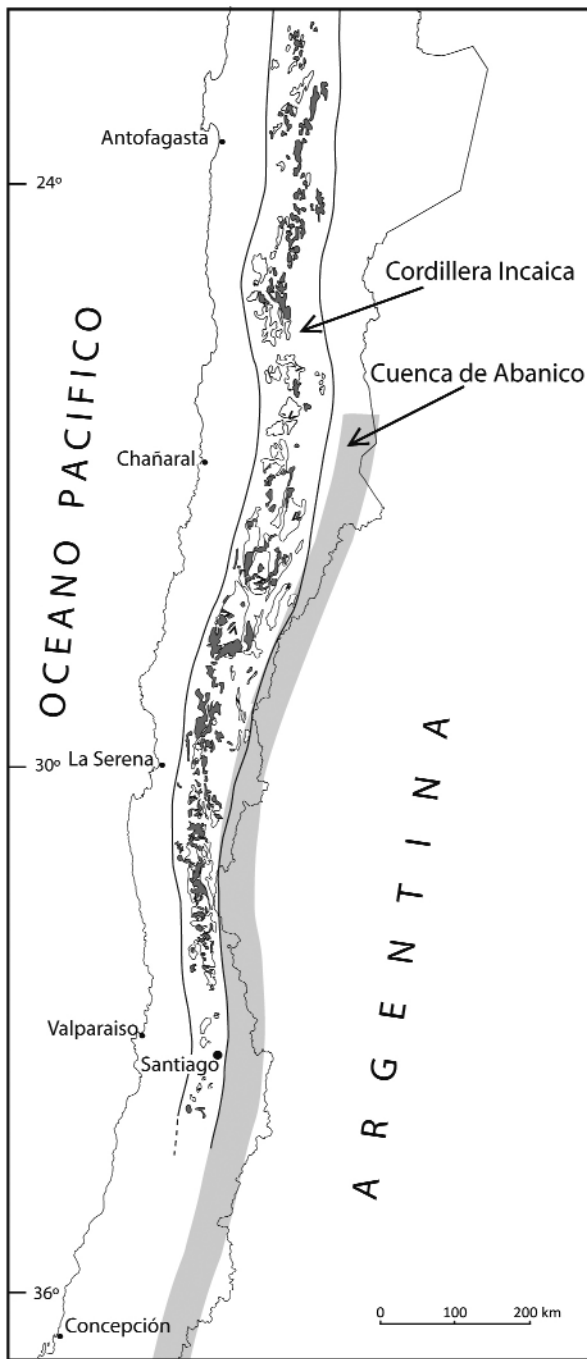 Antofagasta
24º
Cordillera Incaica
Cuenca de Abanico
Chañaral
OCEANO PACIFICO
30º
La Serena
ARGENTINA
Valparaiso
Santiago
36º
Concepción
0 100 200 km